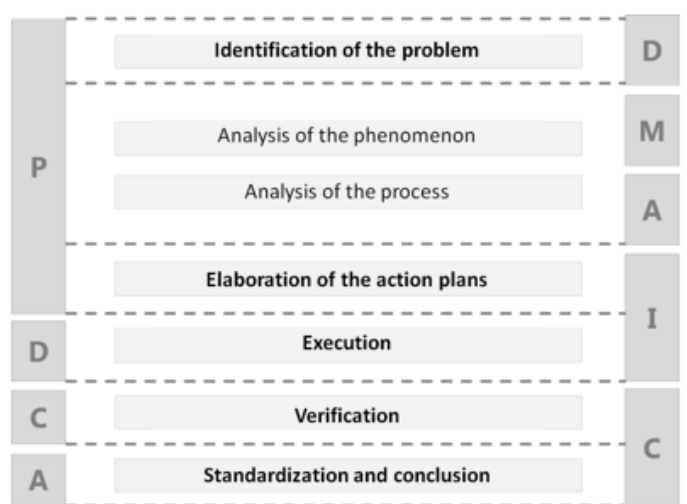 Identification of the problem
D
Analysis of the phenomenon
M
P
Analysis of the process
A
Elaboration of the action plans
I
Execution
D
Verification
C
C
Standardization and conclusion
A